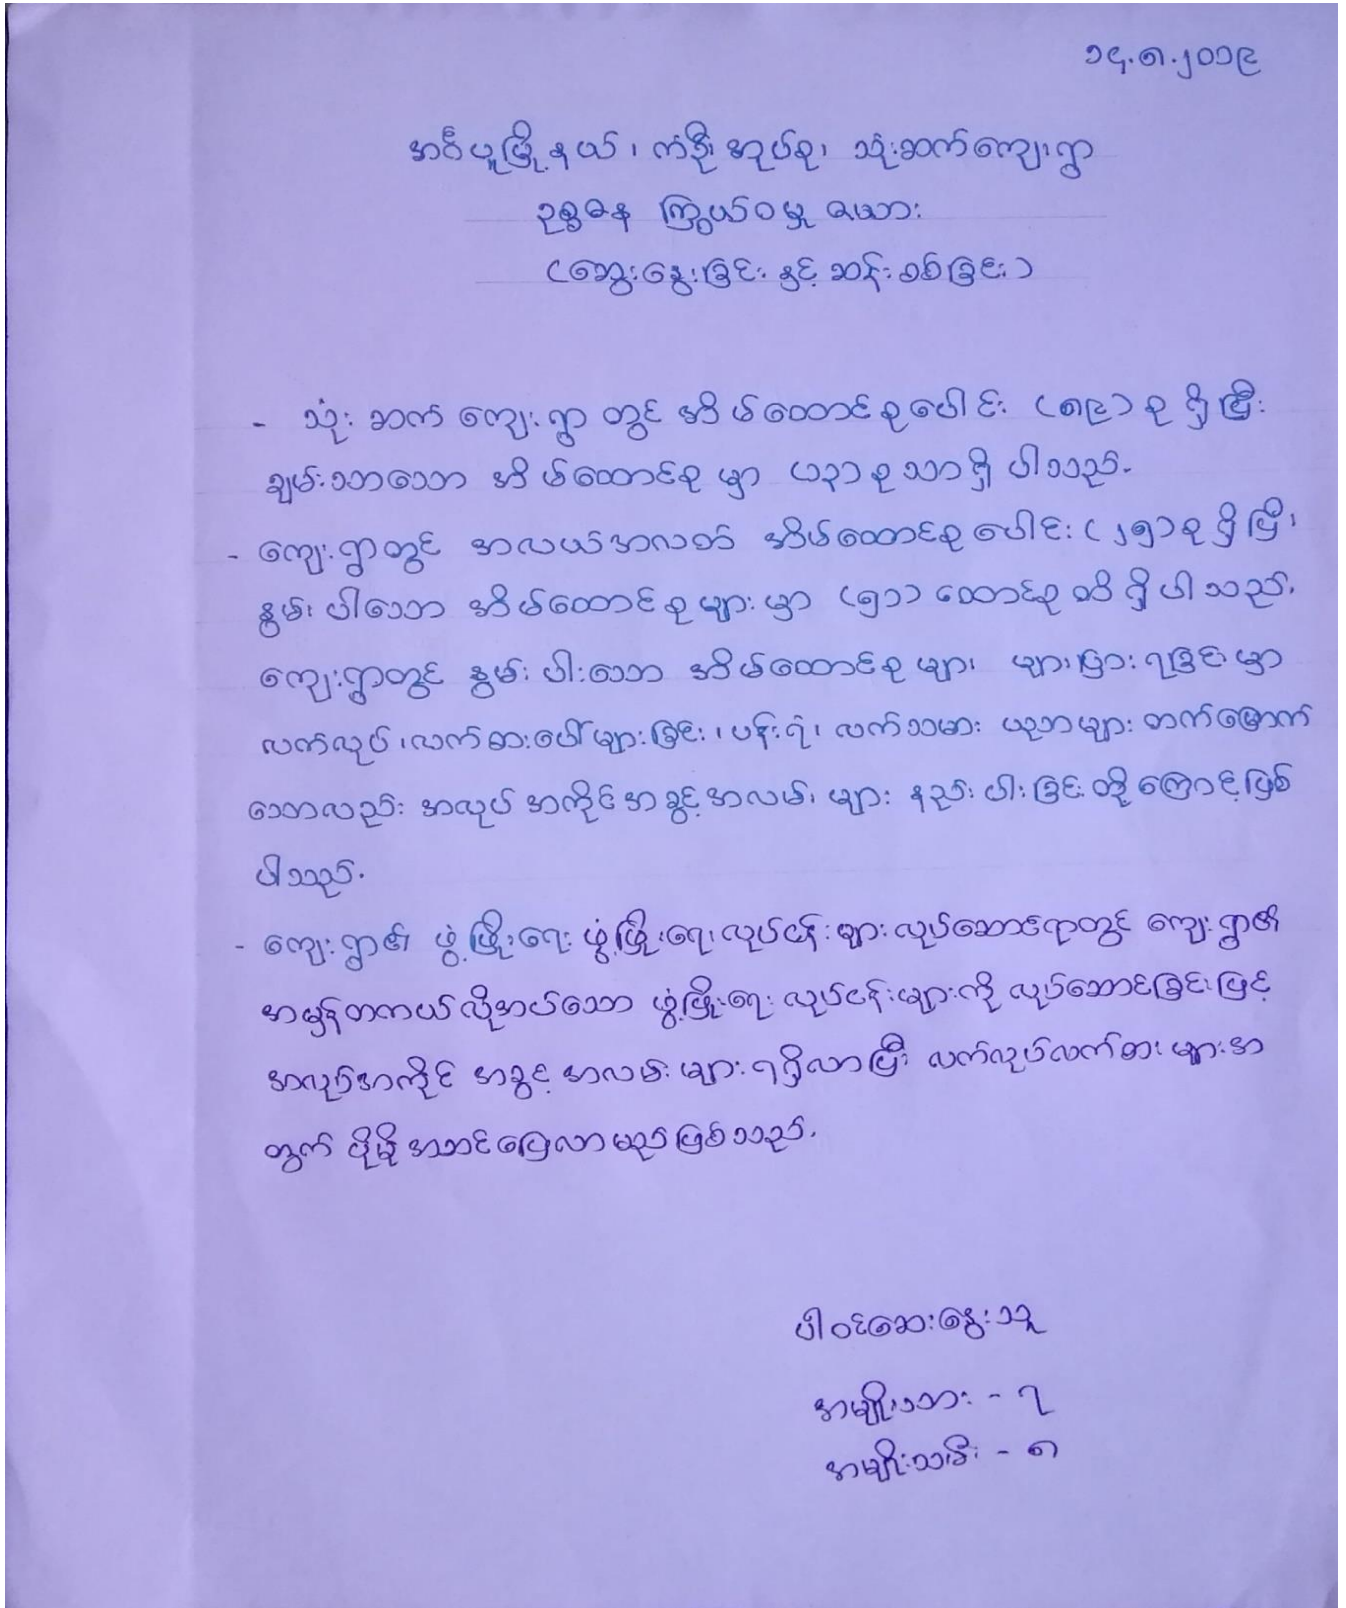 ၁၄.၈.၂၀၁၉
အင်္ဂပူမြို့နယ်၊ ကံဦးအုပ်စု၊ သုံးဆက်ကျေးရွာ
ဥစ္စဓန ကြွယ်ဝမှု ဇယား
(ဆွေးနွေးခြင်း နှင့် ဆန်းစစ်ခြင်း)
- သုံးဆက် ကျေးရွာ တွင် အိမ်ထောင်စုပေါင်း (၈၉) စု ရှိပြီး
ချမ်းသာသော အိမ်ထောင်စု မှာ (၁၃) စု သာရှိ ပါသည်.
- ကျေးရွာတွင် အလယ်အလတ် အိမ်ထောင်စု ပေါင်း (၂၅) စု ရှိပြီး
နွမ်းပါးသော အိမ်ထောင်စု များမှာ (၅၁) ထောင်စု ထိ ရှိ ပါ သည်.
ကျေးရွာတွင် နွမ်းပါးသော အိမ်ထောင်စု များ များပြားရခြင်းမှာ
လက်လုပ်၊ လက်စားပေါများခြင်း၊ ပန်းရံ၊ လက်သမား ပညာများ တက်မြောက်
သော်လည်း အလုပ် အကိုင် အခွင့် အလမ်း များ နည်းပါးခြင်း တို့ကြောင့်ဖြစ်
ပါသည်.
- ကျေးရွာ၏ ဖွံ့ဖြိုးရေး ဖွံ့ဖြိုးရေးလုပ်ငန်းများ လုပ်ဆောင်ရာတွင် ကျေးရွာ၏
အမှန်တကယ်လိုအပ်သော ဖွံ့ဖြိုးရေး လုပ်ငန်းများကို လုပ်ဆောင်ခြင်းဖြင့်
အလုပ်အကိုင် အခွင့် အလမ်း များ ရရှိလာပြီး လက်လုပ်လက်စား များအ
တွက် ပိုမို အဆင်ပြေလာမည်ဖြစ်သည်.
ပါဝင်ဆွေးနွေးသူ
အမျိုးသား - ၇
အမျိုးသမီး - ၈